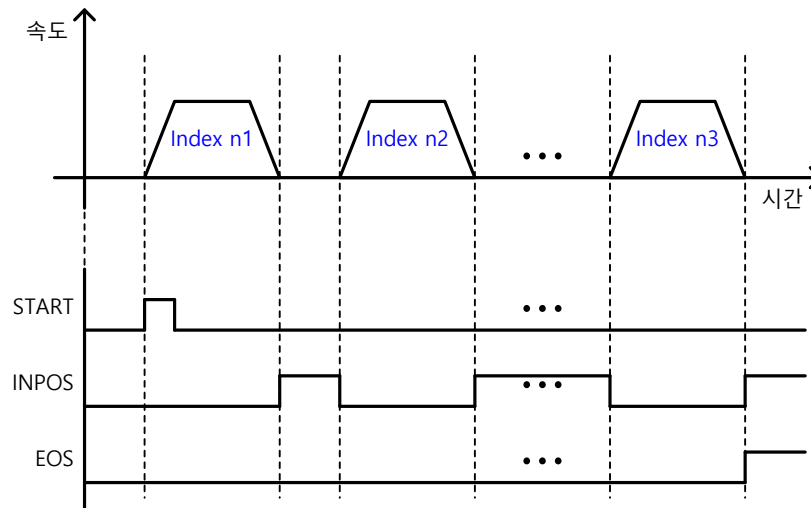 속도
Index n1
Index n2
Index n3
시간
START
INPOS
EOS